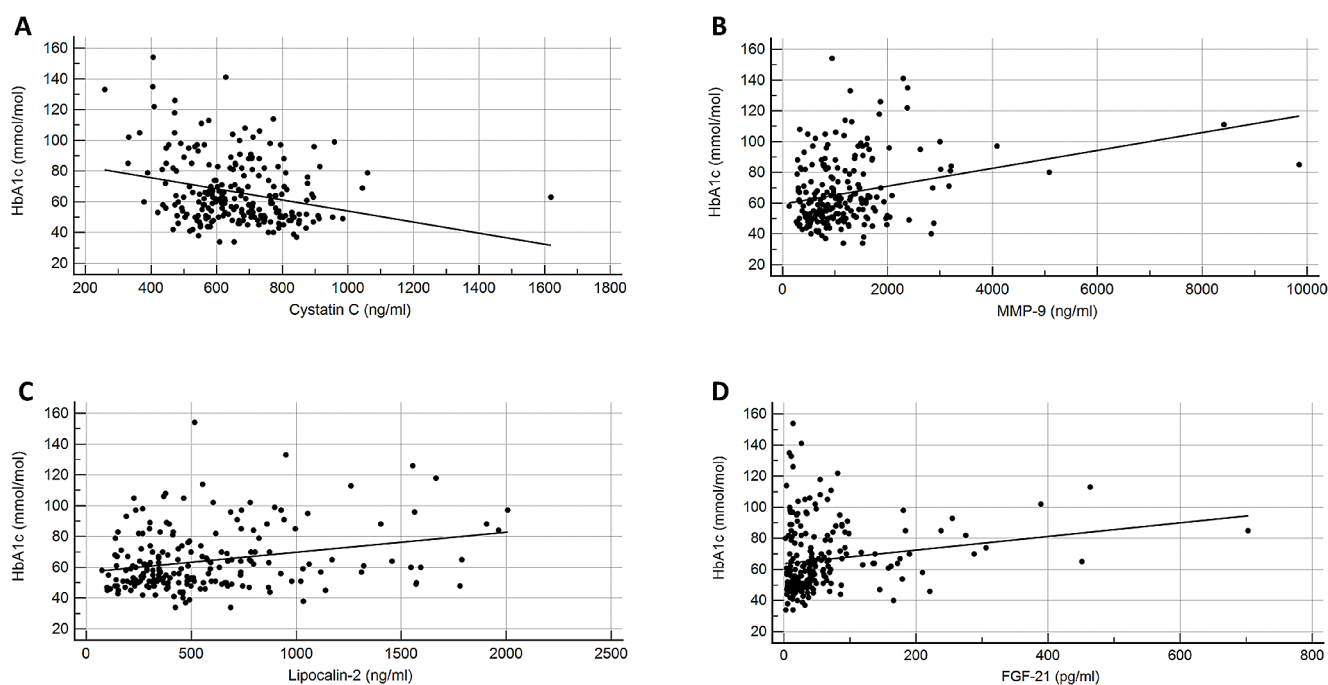 A
HbA1c (mmol/mol)
160
140
120
100
80
60
40
20
200 400 600 800 1000 1200 1400 1600 1800
Cystatin C (ng/ml)
B
HbA1c (mmol/mol)
160
140
120
100
80
60
40
20
0 2000 4000 6000 8000 10000
MMP-9 (ng/ml)
C
HbA1c (mmol/mol)
160
140
120
100
80
60
40
20
0 500 1000 1500 2000 2500
Lipocalin-2 (ng/ml)
D
HbA1c (mmol/mol)
160
140
120
100
80
60
40
20
0 200 400 600 800
FGF-21 (pg/ml)